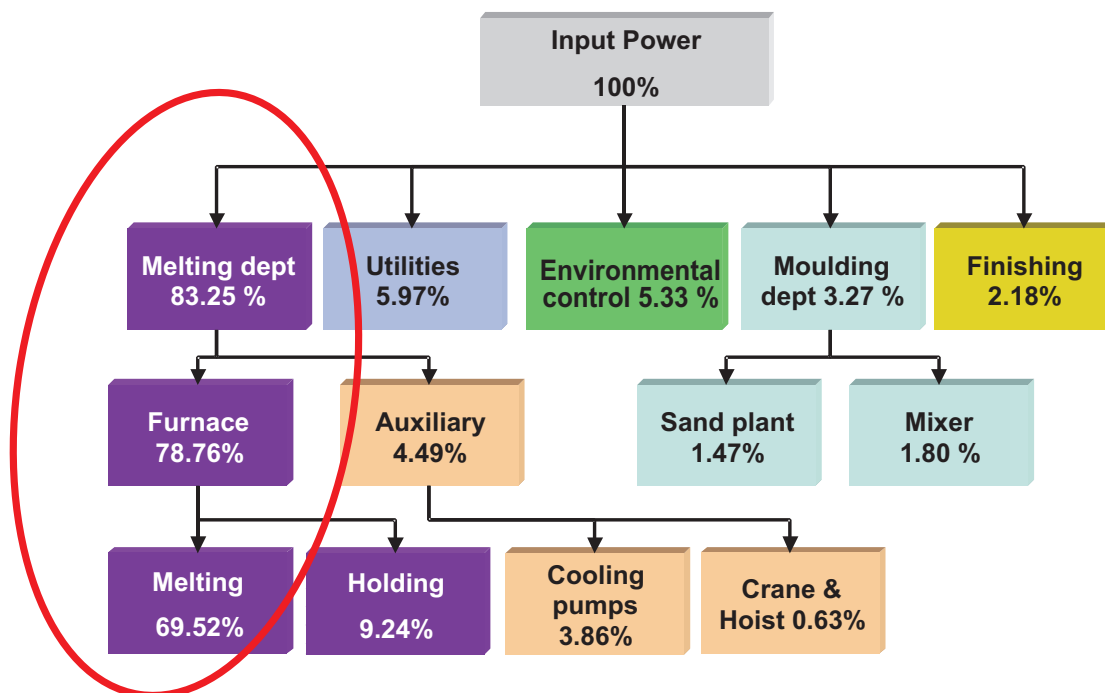 Input Power
100%
Melting dept
83.25 %
Utilities
5.97%
Environmental
control 5.33 %
Moulding
dept 3.27 %
Finishing
2.18%
Furnace
78.76%
Auxiliary
4.49%
Sand plant
1.47%
Mixer
1.80 %
Melting
69.52%
Holding
9.24%
Cooling
pumps
3.86%
Crane &
Hoist 0.63%